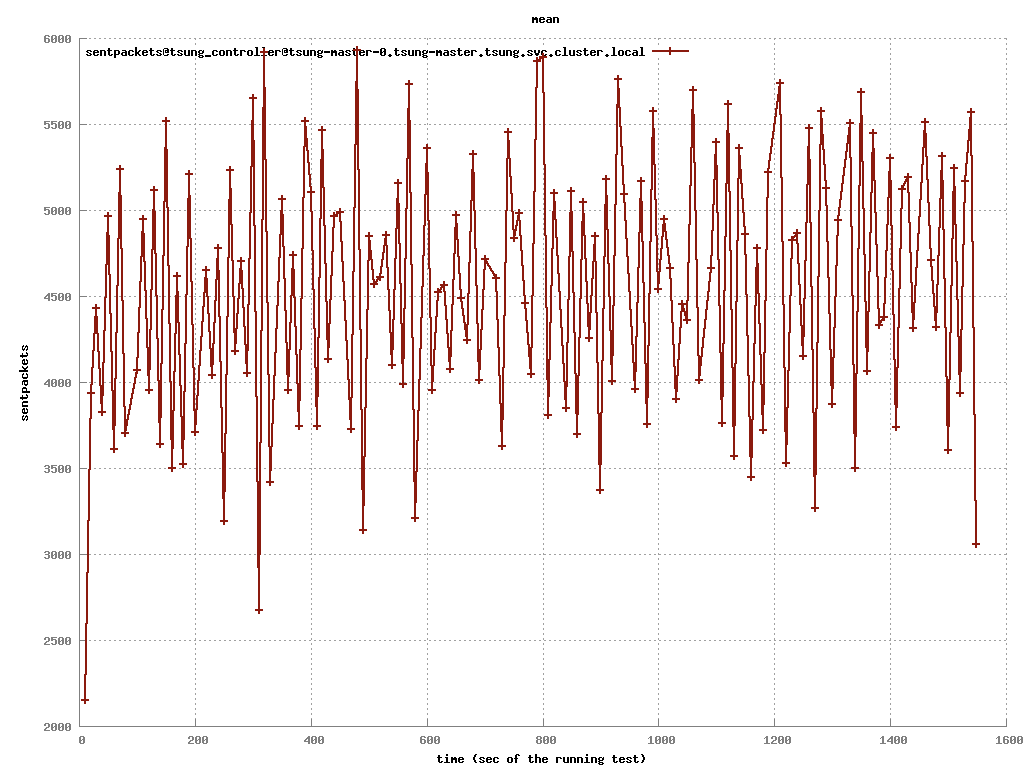 mean
6000
sentpackets@tsung_controller@tsung-master-0.tsung-master.tsung.svc.cluster.local
5500
5000
4500
4000
sentpackets
3500
3000
2500
2000
0 200 400 600 800 1000 1200 1400 1600
time (sec of the running test)